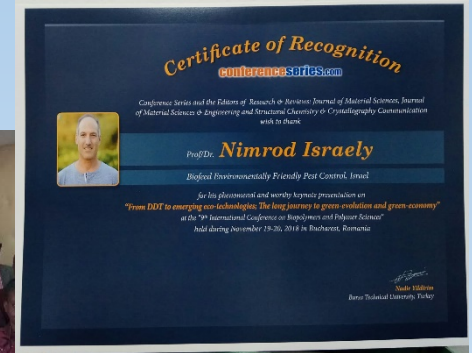 Certificate of Recognition
conferenceseries.com
Conference Series and the Editors of Research & Reviews: Journal of Material Sciences, Journal
of Material Sciences & Engineering and Structural Chemistry & Crystallography Communication
wish to thank
Prof/Dr. Nimrod Israely
Biofeed Environmentally Friendly Pest Control, Israel
for his phenomenal and worthy keynote presentation on
"From DDT to emerging eco-technologies; The long journey to green-evolution and green-economy"
at the "9th International Conference on Biopolymers and Polymer Sciences"
held during November 19-20, 2018 in Bucharest, Romania
Nadir Yildirim
Bursa Technical University, Turkey